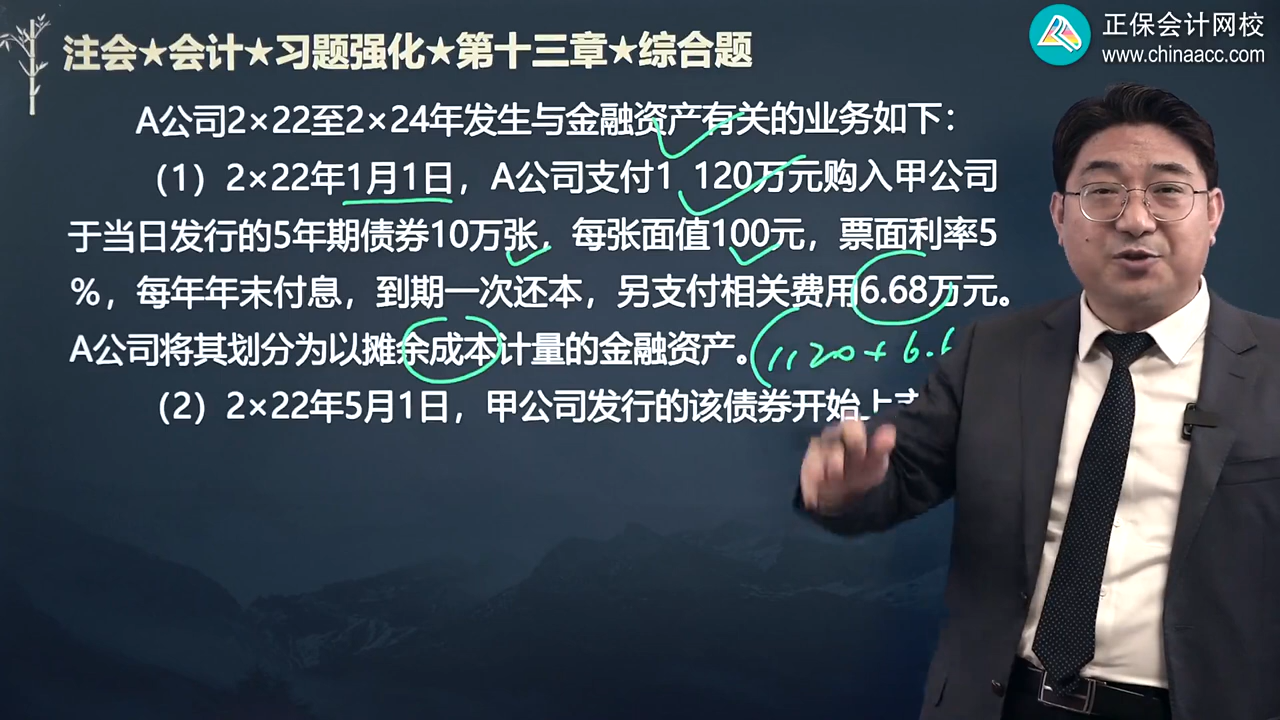 正保会计网校
www.chinaacc.com
注会★会计★习题强化★第十三章★综合题
A公司2×22至2×24年发生与金融资产有关的业务如下：
（1）2×22年1月1日，A公司支付1 120万元购入甲公司
于当日发行的5年期债券10万张，每张面值100元，票面利率5
%，每年年末付息，到期一次还本，另支付相关费用6.68万元。
A公司将其划分为以摊余成本计量的金融资产。
(1120+6.6
（2）2×22年5月1日，甲公司发行的该债券开始上